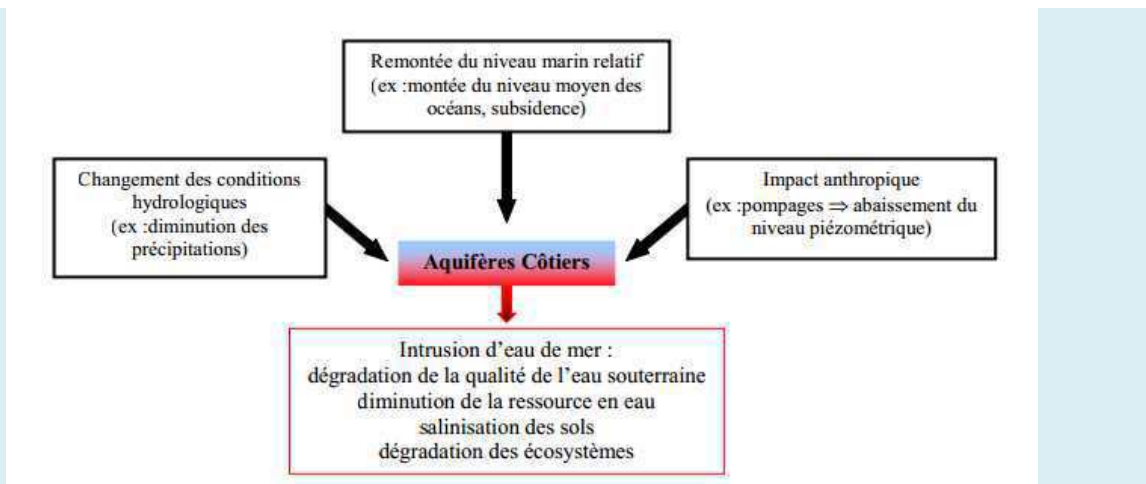 Remontée du niveau marin relatif
(ex :montée du niveau moyen des
océans, subsidence)
Changement des conditions
hydrologiques
(ex :diminution des
précipitations)
Impact anthropique
(ex :pompages ⇒ abaissement du
niveau piézométrique)
Aquifères Côtiers
Intrusion d’eau de mer :
dégradation de la qualité de l’eau souterraine
diminution de la ressource en eau
salinisation des sols
dégradation des écosystèmes